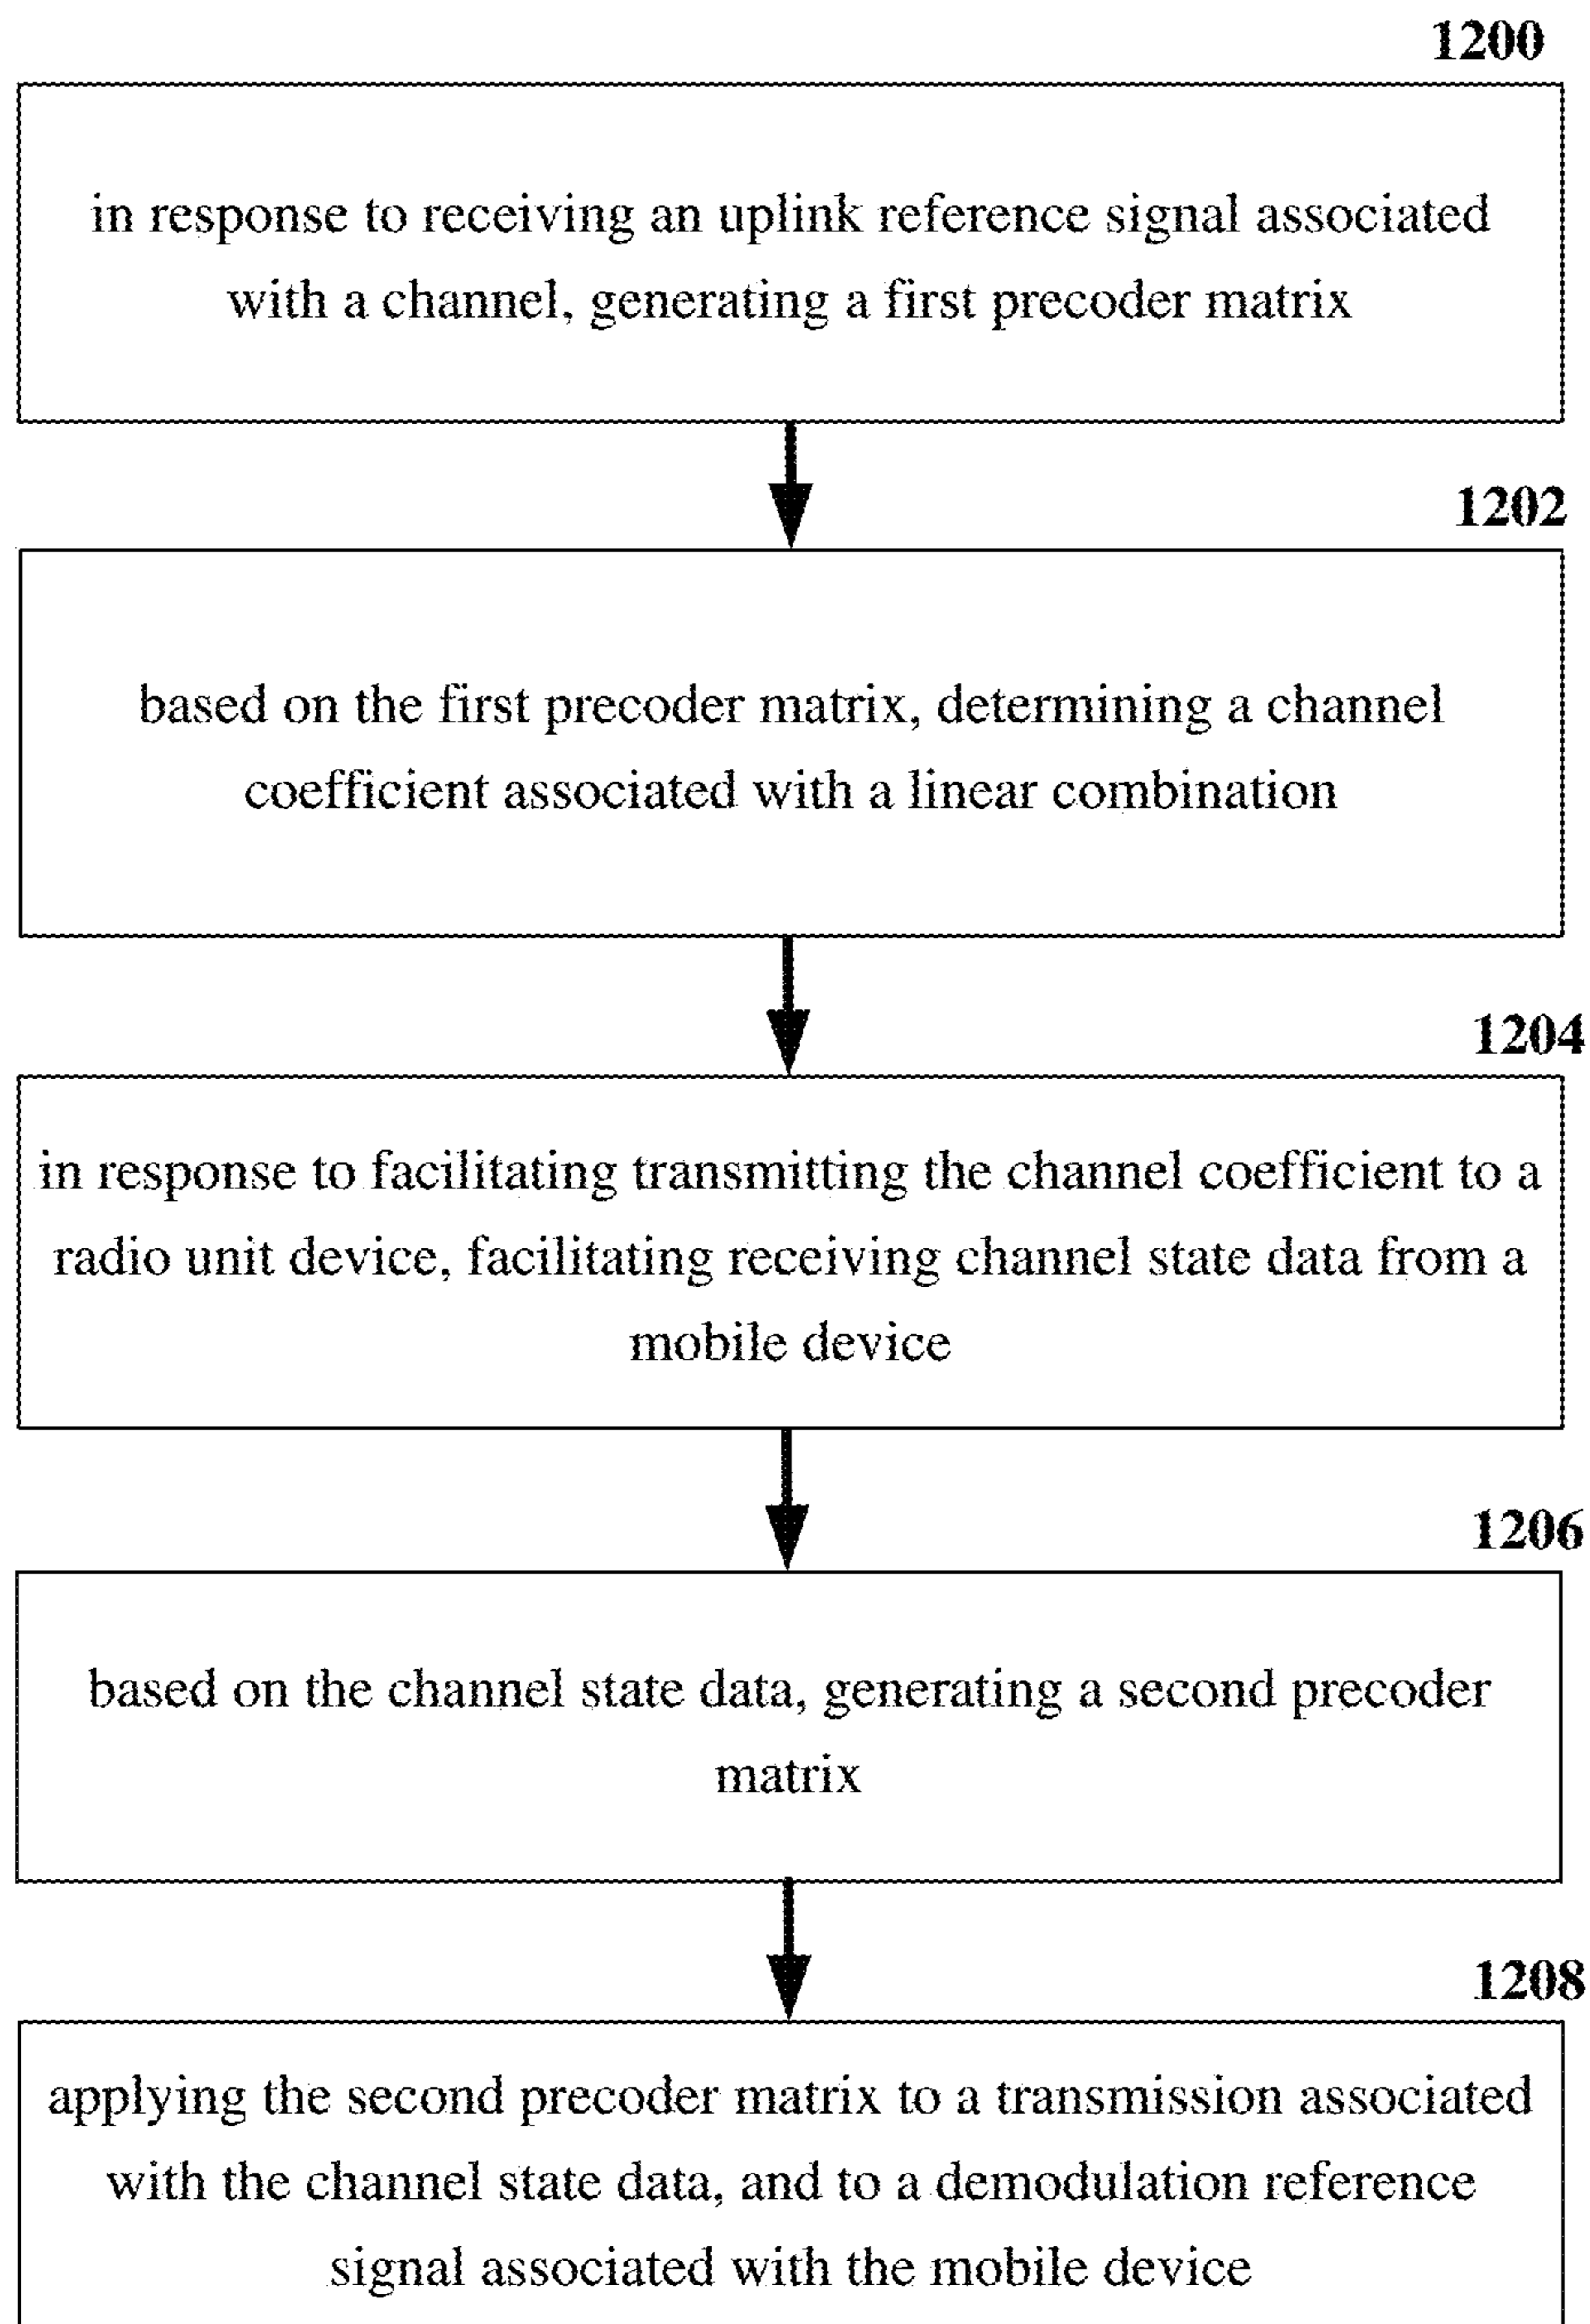 1200
in response to receiving an uplink reference signal associated
with a channel, generating a first precoder matrix
1202
based on the first precoder matrix, determining a channel
coefficient associated with a linear combination
1204
in response to facilitating transmitting the channel coefficient to a
radio unit device, facilitating receiving channel state data from a
mobile device
1206
based on the channel state data, generating a second precoder
matrix
1208
applying the second precoder matrix to a transmission associated
with the channel state data, and to a demodulation reference
signal associated with the mobile device